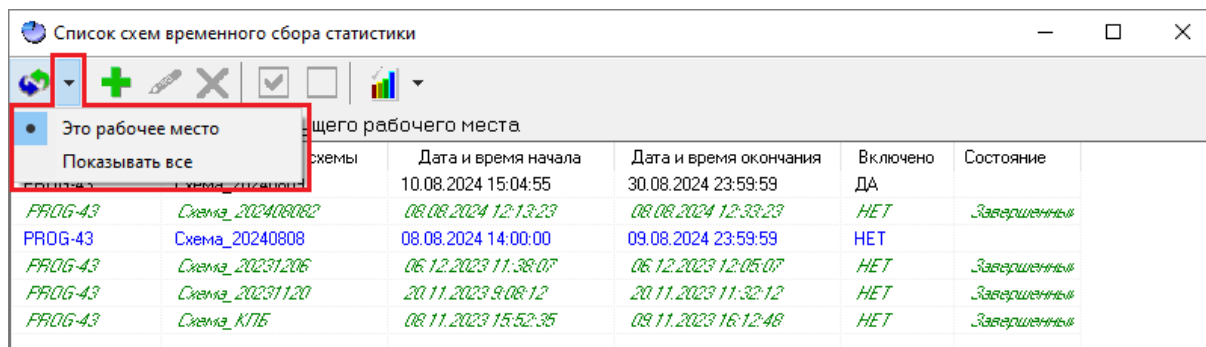 Список схем временного сбора статистики
Это рабочее место
Показывать все
щего рабочего места
схемы Дата и время начала Дата и время окончания Включено Состояние
PROG-43 Схема_20240809 10.08.2024 15:04:55 30.08.2024 23:59:59 ДА
PROG-43 Схема_202408082 08.08.2024 12:13:23 08.08.2024 12:33:23 НЕТ Завершенный
PROG-43 Схема_20240808 08.08.2024 14:00:00 09.08.2024 23:59:59 НЕТ
PROG-43 Схема_20231206 06.12.2023 11:38:07 06.12.2023 12:05:07 НЕТ Завершенный
PROG-43 Схема_20231120 20.11.2023 9:08:12 20.11.2023 11:32:12 НЕТ Завершенный
PROG-43 Схема_КПБ 08.11.2023 15:52:35 09.11.2023 16:12:48 НЕТ Завершенный